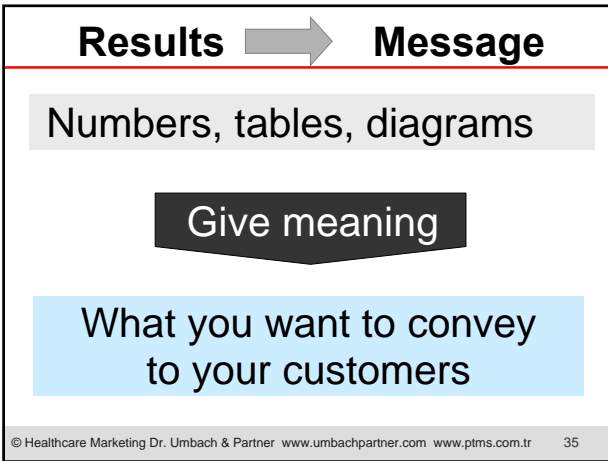 Results Message
Numbers, tables, diagrams
Give meaning
What you want to convey
to your customers
© Healthcare Marketing Dr. Umbach & Partner www.umbachpartner.com www.ptms.com.tr 35